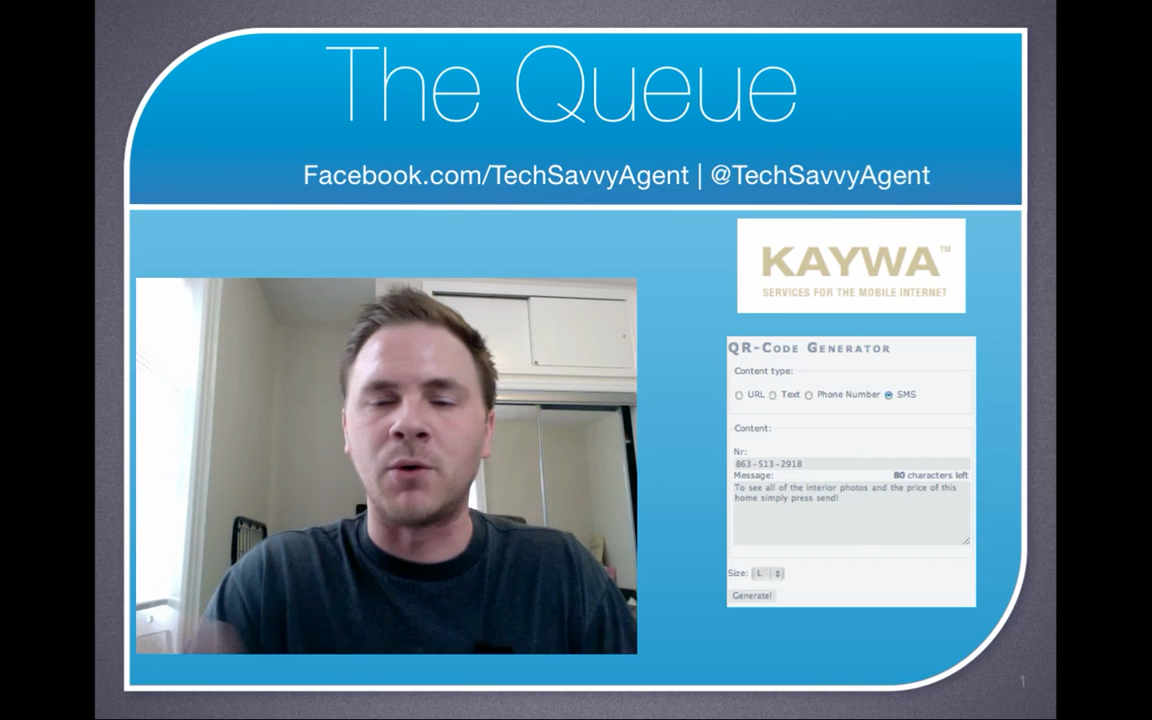 The Queue
Facebook.com/TechSavvyAgent | @TechSavvyAgent
KAYWA™
SERVICES FOR THE MOBILE INTERNET
QR-CODE GENERATOR
Content type:
URL Text Phone Number SMS
Content:
Nr:
863-513-2918
Message: 80 characters left
To see all of the interior photos and the price of this
home simply press send!
Size: L
Generate!
1